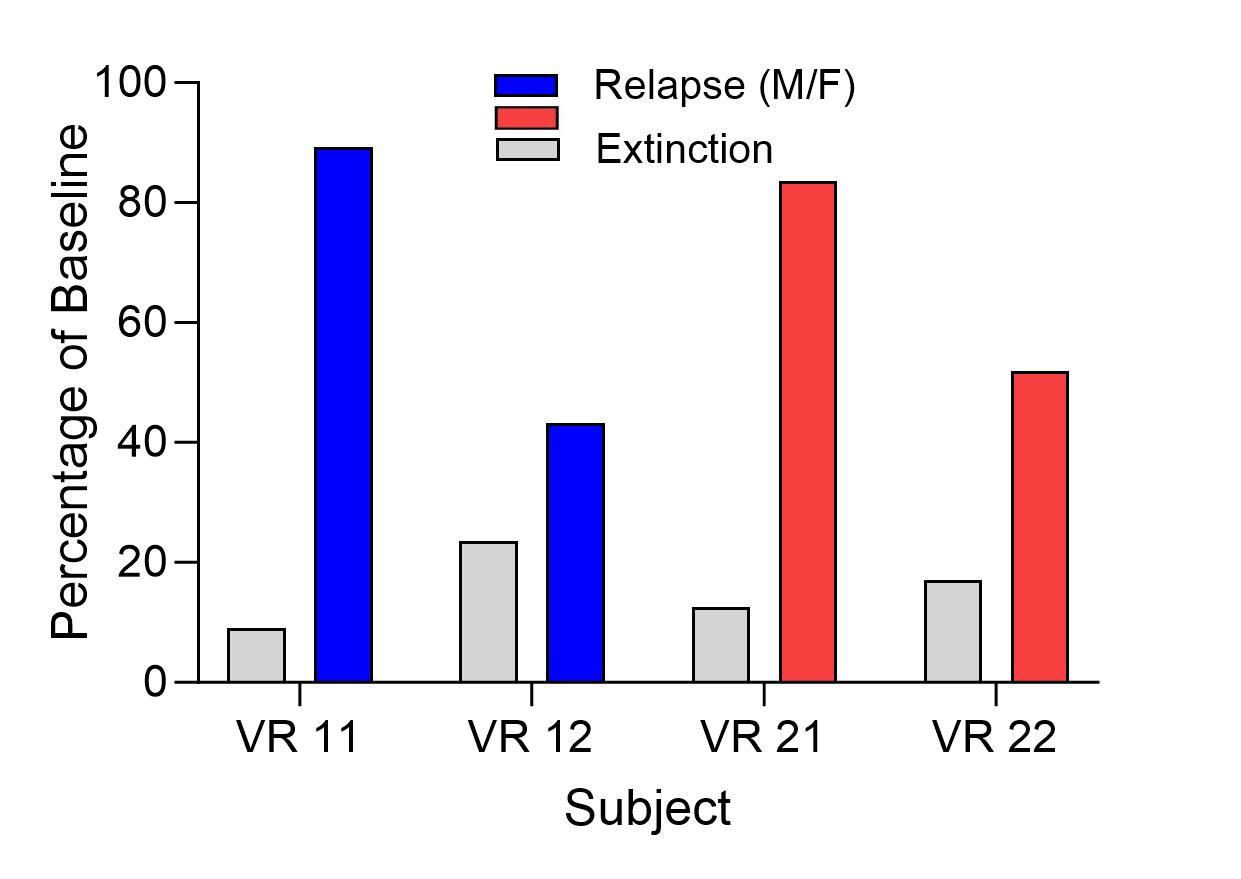 100
80
60
40
20
0
Percentage of Baseline
Relapse (M/F)
Extinction
VR 11
VR 12
VR 21
VR 22
Subject